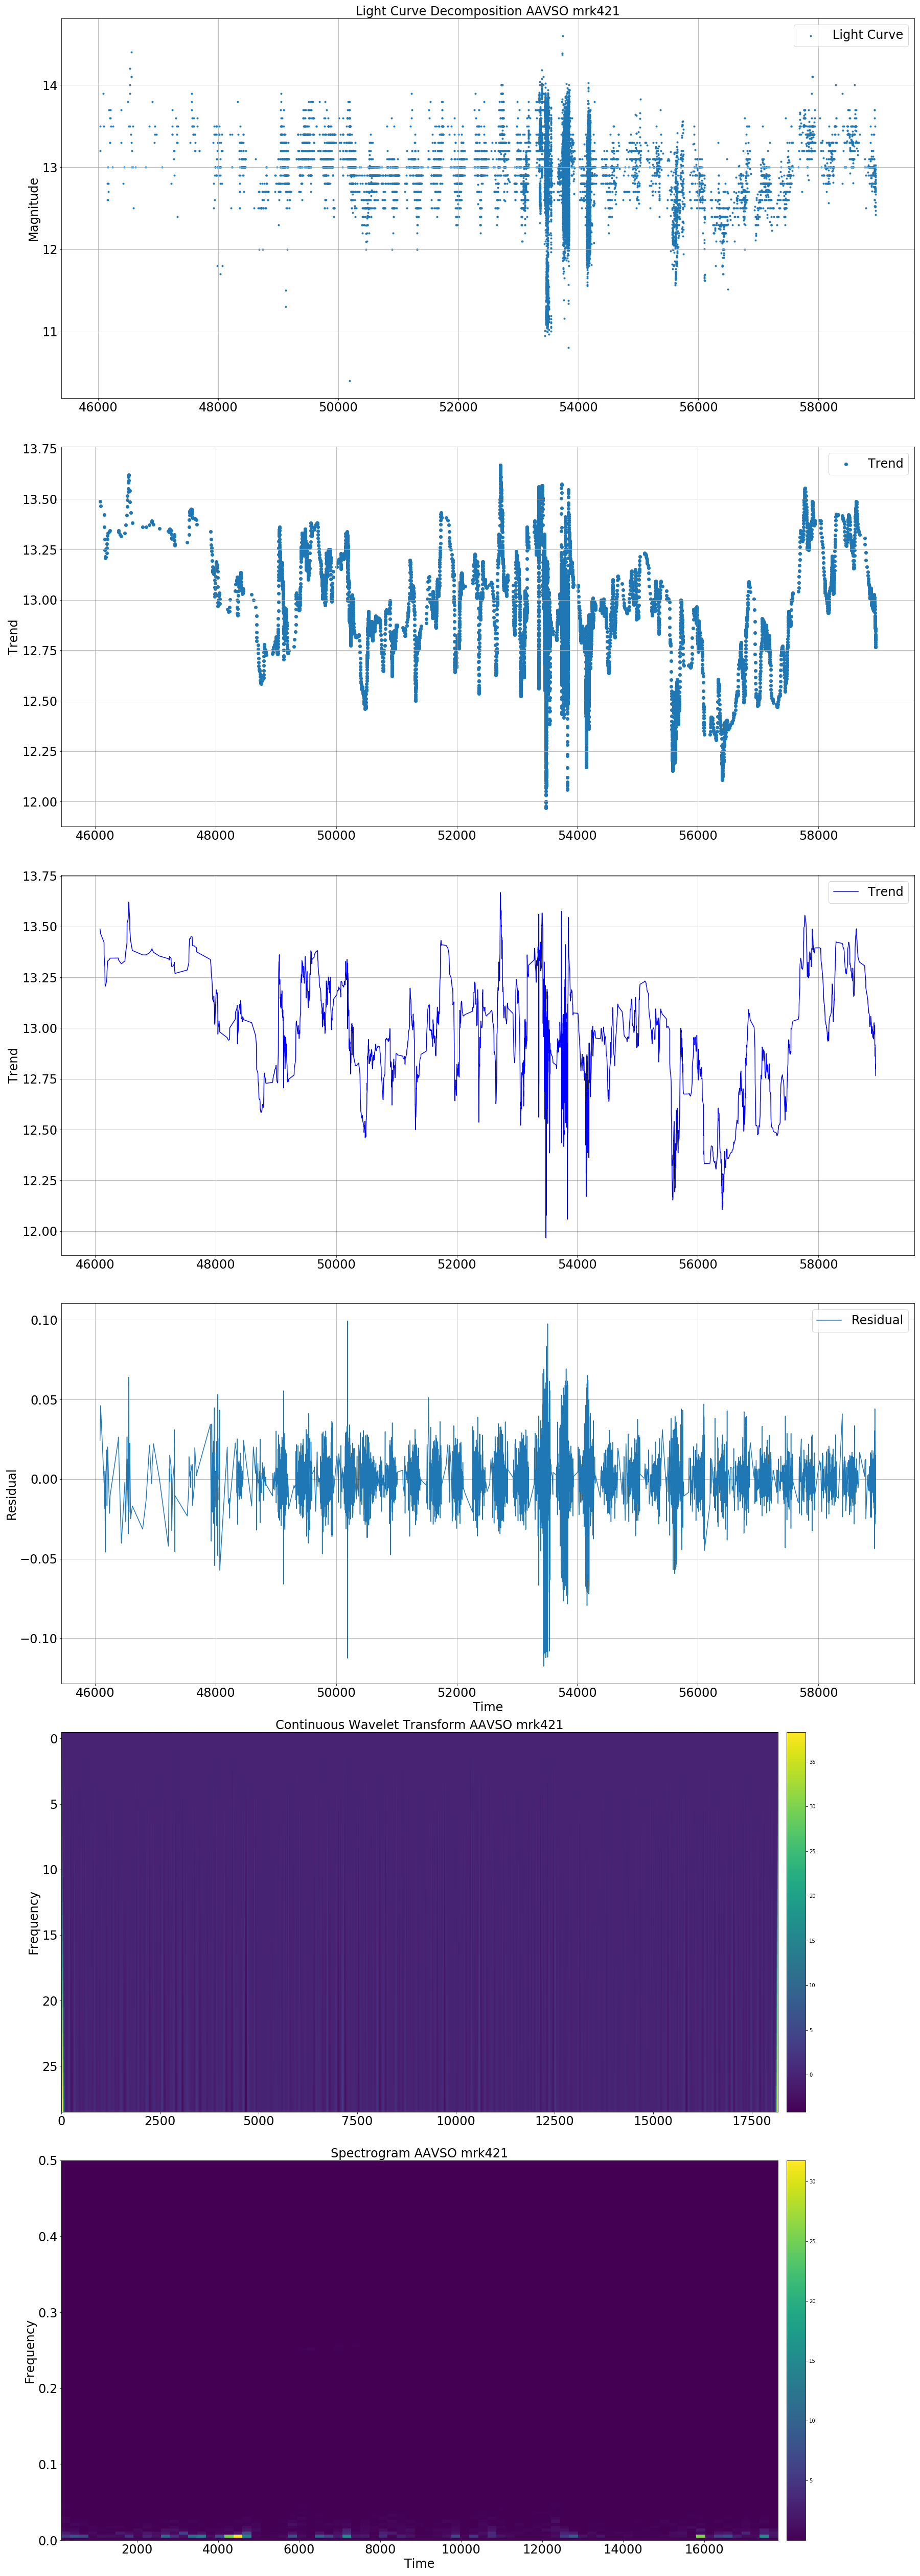 Light Curve Decomposition AAVSO mrk421
Light Curve
Magnitude
14
13
12
11
46000 48000 50000 52000 54000 56000 58000
Trend
Trend
13.75
13.50
13.25
13.00
12.75
12.50
12.25
12.00
46000 48000 50000 52000 54000 56000 58000
Trend
Trend
13.75
13.50
13.25
13.00
12.75
12.50
12.25
12.00
46000 48000 50000 52000 54000 56000 58000
Residual
Residual
0.10
0.05
0.00
−0.05
−0.10
46000 48000 50000 52000 54000 56000 58000
Time
Continuous Wavelet Transform AAVSO mrk421
Frequency
0
5
10
15
20
25
0 2500 5000 7500 10000 12500 15000 17500
35
30
25
20
15
10
5
0
Spectrogram AAVSO mrk421
Frequency
0.5
0.4
0.3
0.2
0.1
0.0
2000 4000 6000 8000 10000 12000 14000 16000
Time
30
25
20
15
10
5